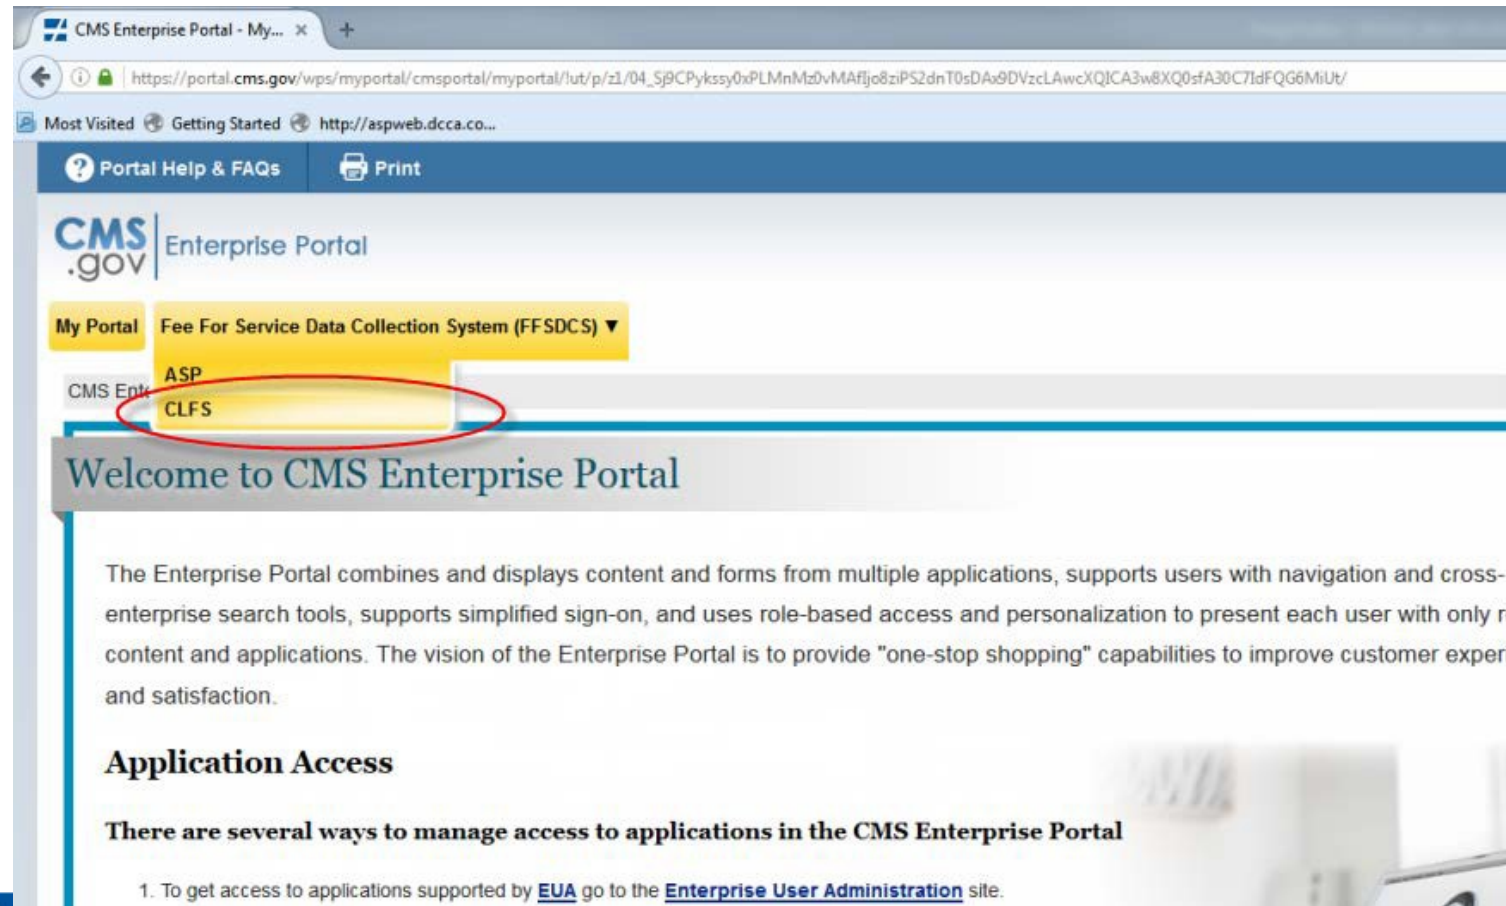 CMS Enterprise Portal - My...
https://portal.cms.gov/wps/myportal/cmsportal/myportal/!ut/p/z1/
Most Visited Getting Started http://aspweb.dcca.co...
Portal Help & FAQs Print
CMS
.gov
Enterprise Portal
My Portal Fee For Service Data Collection System (FFSDCS) ▼
ASP
CMS Ente
CLFS
Welcome to CMS Enterprise Portal
The Enterprise Portal combines and displays content and forms from multiple applications, supports users with navigation and cross-
enterprise search tools, supports simplified sign-on, and uses role-based access and personalization to present each user with only r
content and applications. The vision of the Enterprise Portal is to provide "one-stop shopping" capabilities to improve customer exper
and satisfaction.
Application Access
There are several ways to manage access to applications in the CMS Enterprise Portal
1. To get access to applications supported by EUA go to the Enterprise User Administration site.